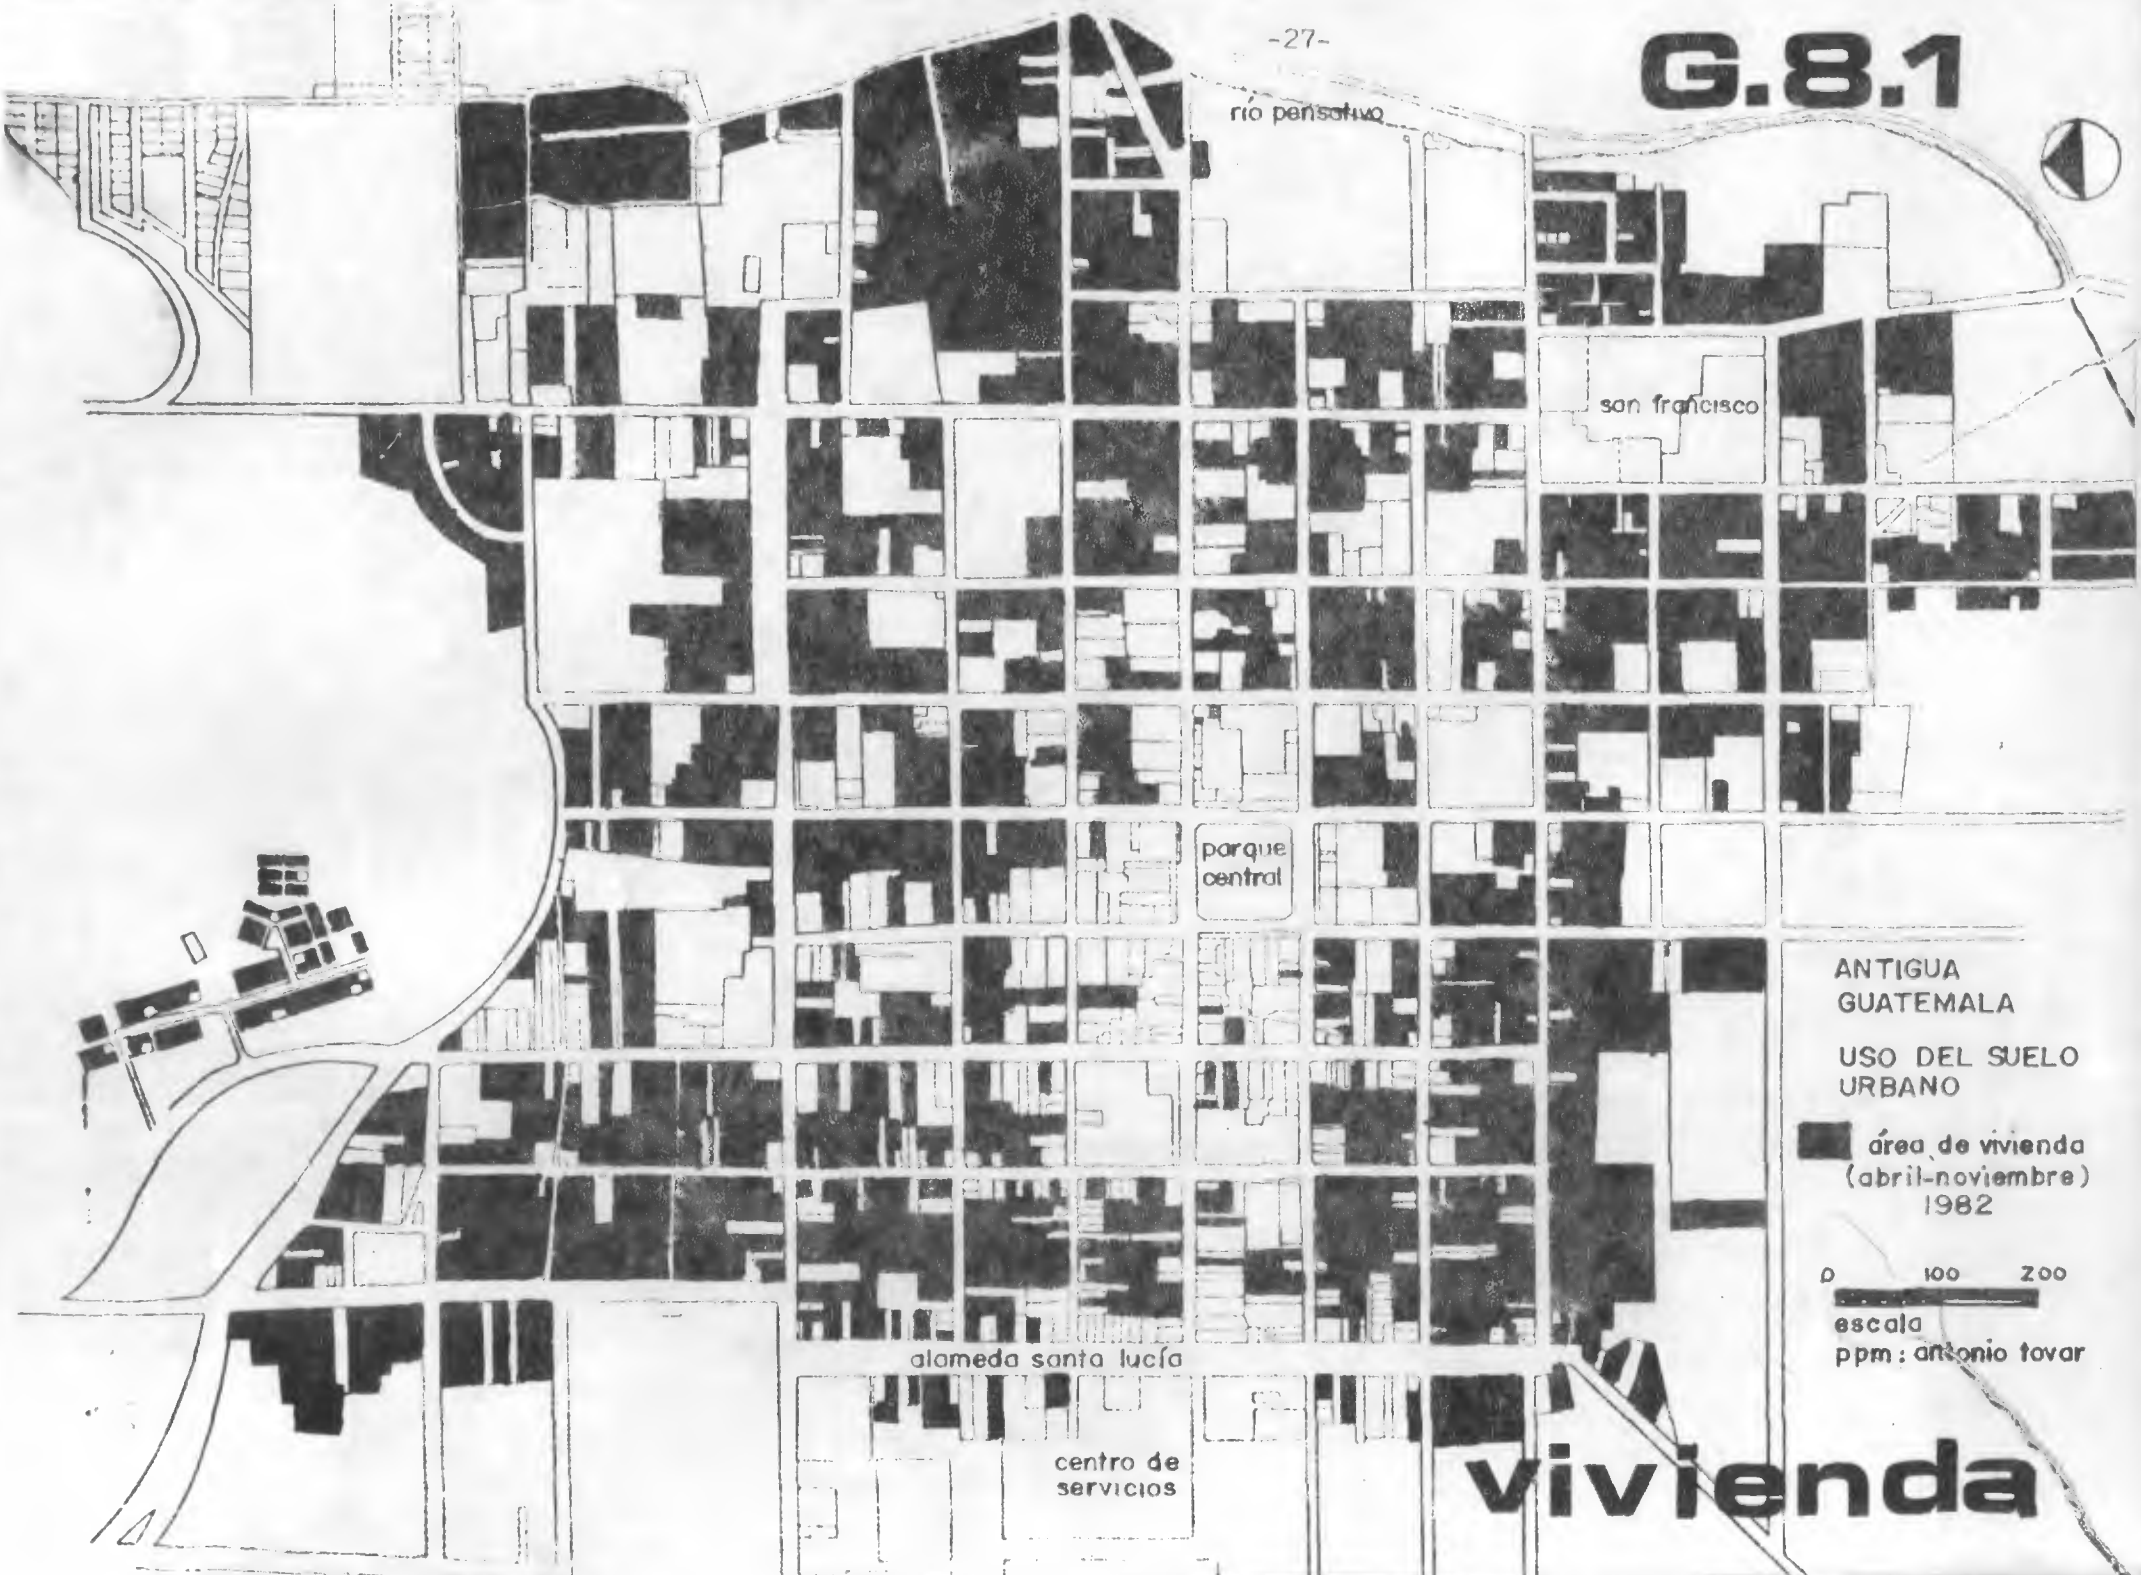 -27-
G.8.1
río pensativo
san francisco
parque
central
ANTIGUA
GUATEMALA
USO DEL SUELO
URBANO
área de vivienda
(abril-noviembre)
1982
0 100 200
escala
ppm: antonio tovar
alameda santa lucía
centro de
servicios
vivienda